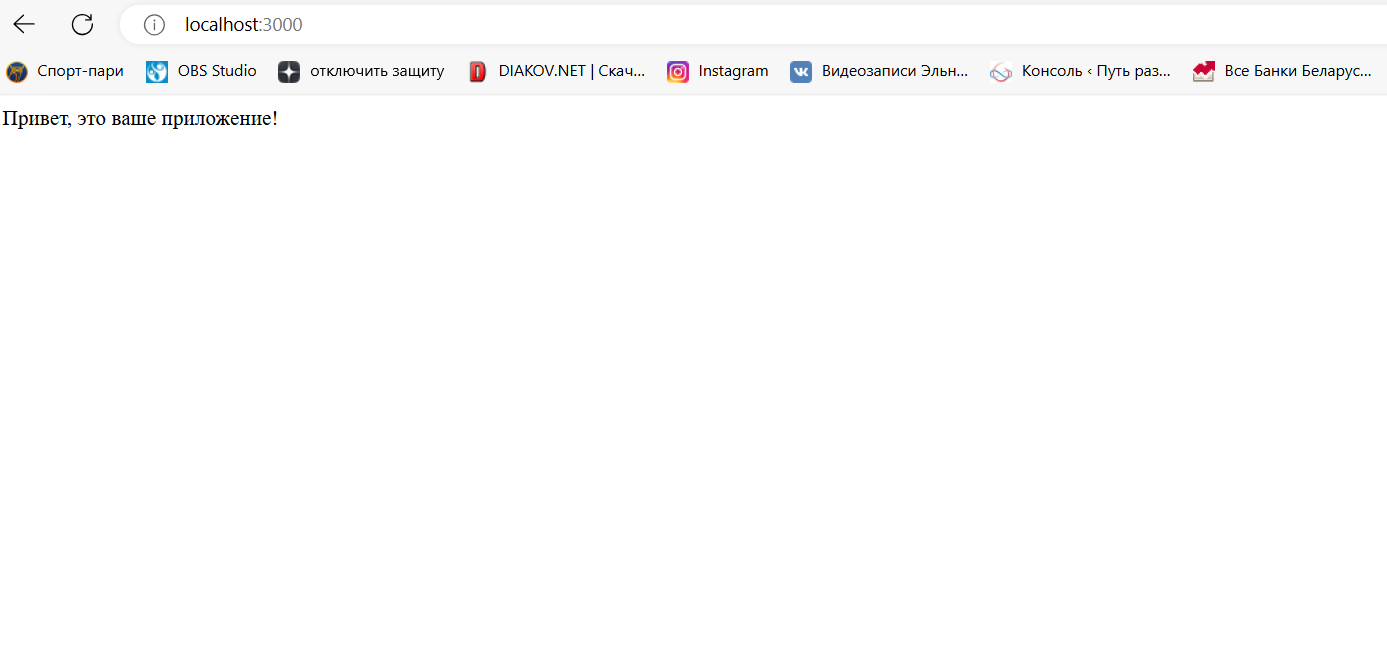 localhost:3000
Спорт-пари OBS Studio отключить защиту DIAKOV.NET | Скач... Instagram Видеозаписи Эльн... Консоль ‹ Путь раз... Все Банки Беларус...
Привет, это ваше приложение!